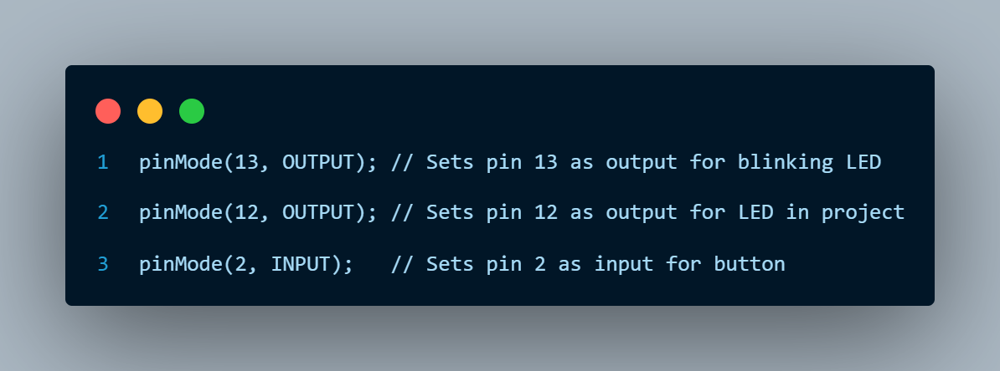 1 pinMode(13, OUTPUT); // Sets pin 13 as output for blinking LED
2 pinMode(12, OUTPUT); // Sets pin 12 as output for LED in project
3 pinMode(2, INPUT);   // Sets pin 2 as input for button